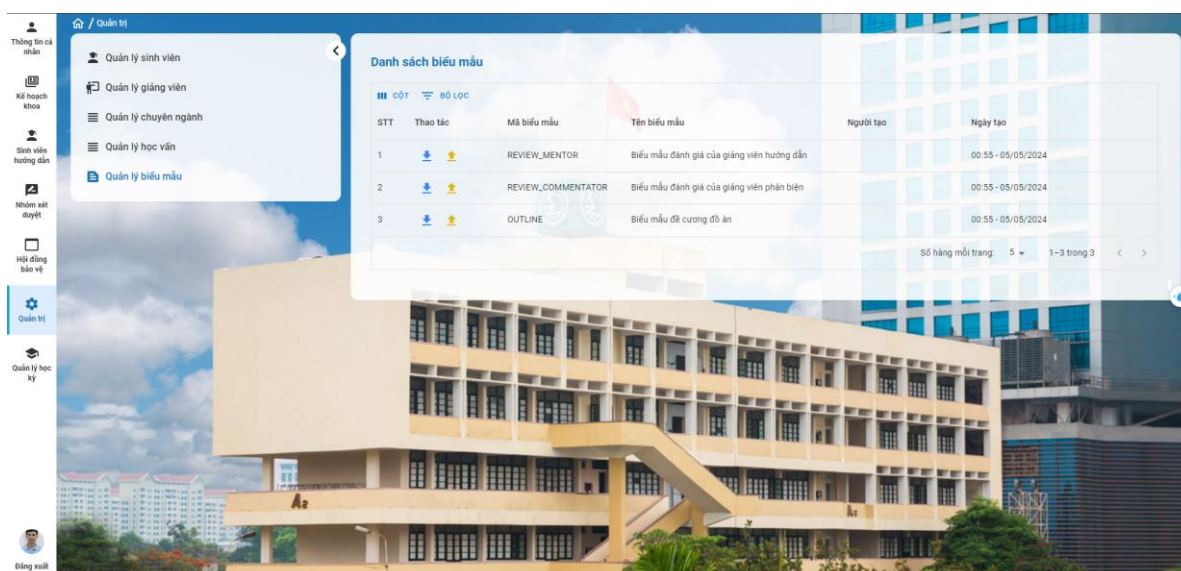 Quản trị
Thông tin cá
nhân
Kế hoạch
khoa
Sinh viên
hướng dẫn
Nhóm xét
duyệt
Hội đồng
bảo vệ
Quản trị
Quản lý học
kỳ
Đăng xuất
Quản lý sinh viên
Quản lý giảng viên
Quản lý chuyên ngành
Quản lý học vấn
Quản lý biểu mẫu
Danh sách biểu mẫu
CỘT BỘ LỌC
STT Thao tác Mã biểu mẫu Tên biểu mẫu Người tạo Ngày tạo
1 REVIEW_MENTOR Biểu mẫu đánh giá của giảng viên hướng dẫn 00:55 - 05/05/2024
2 REVIEW_COMMENTATOR Biểu mẫu đánh giá của giảng viên phản biện 00:55 - 05/05/2024
3 OUTLINE Biểu mẫu đề cương đồ án 00:55 - 05/05/2024
Số hàng mỗi trang: 5 1–3 trong 3
A2